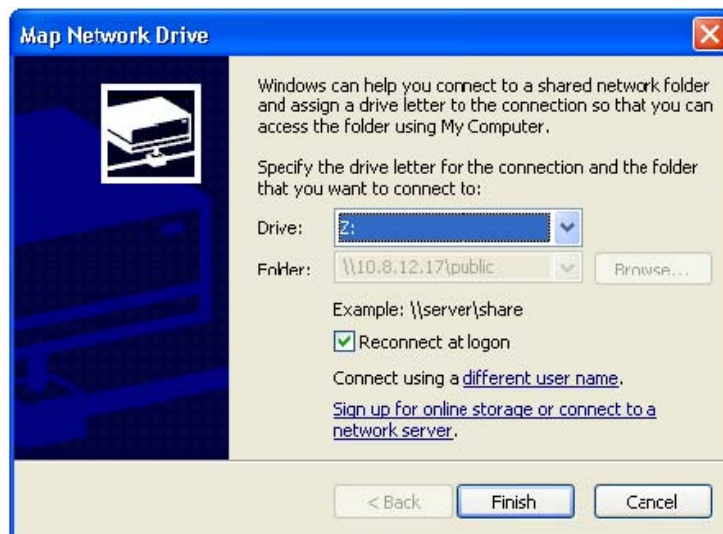 Map Network Drive
Windows can help you connect to a shared network folder
and assign a drive letter to the connection so that you can
access the folder using My Computer.
Specify the drive letter for the connection and the folder
that you want to connect to:
Drive: Z:
Folder: \\10.8.12.17\public Browse...
Example: \\server\share
Reconnect at logon
Connect using a different user name.
Sign up for online storage or connect to a
network server.
< Back Finish Cancel